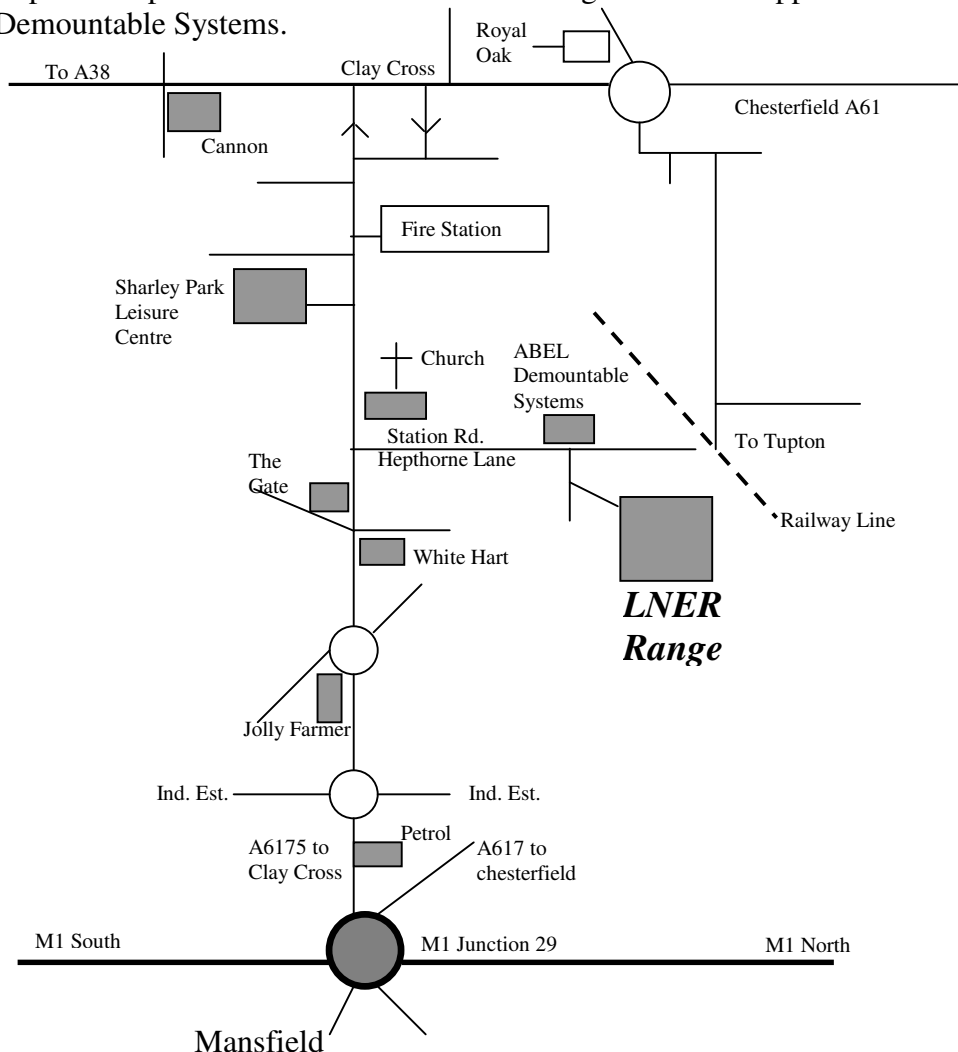 Demountable Systems.
Royal
Oak
To A38
Clay Cross
Chesterfield A61
Cannon
Fire Station
Sharley Park
Leisure
Centre
Church
ABEL
Demountable
Systems
Station Rd.
Hepthorne Lane
To Tupton
The
Gate
Railway Line
White Hart
LNER
Range
Jolly Farmer
Ind. Est.
Ind. Est.
Petrol
A6175 to
Clay Cross
A617 to
chesterfield
M1 South
M1 Junction 29
M1 North
Mansfield